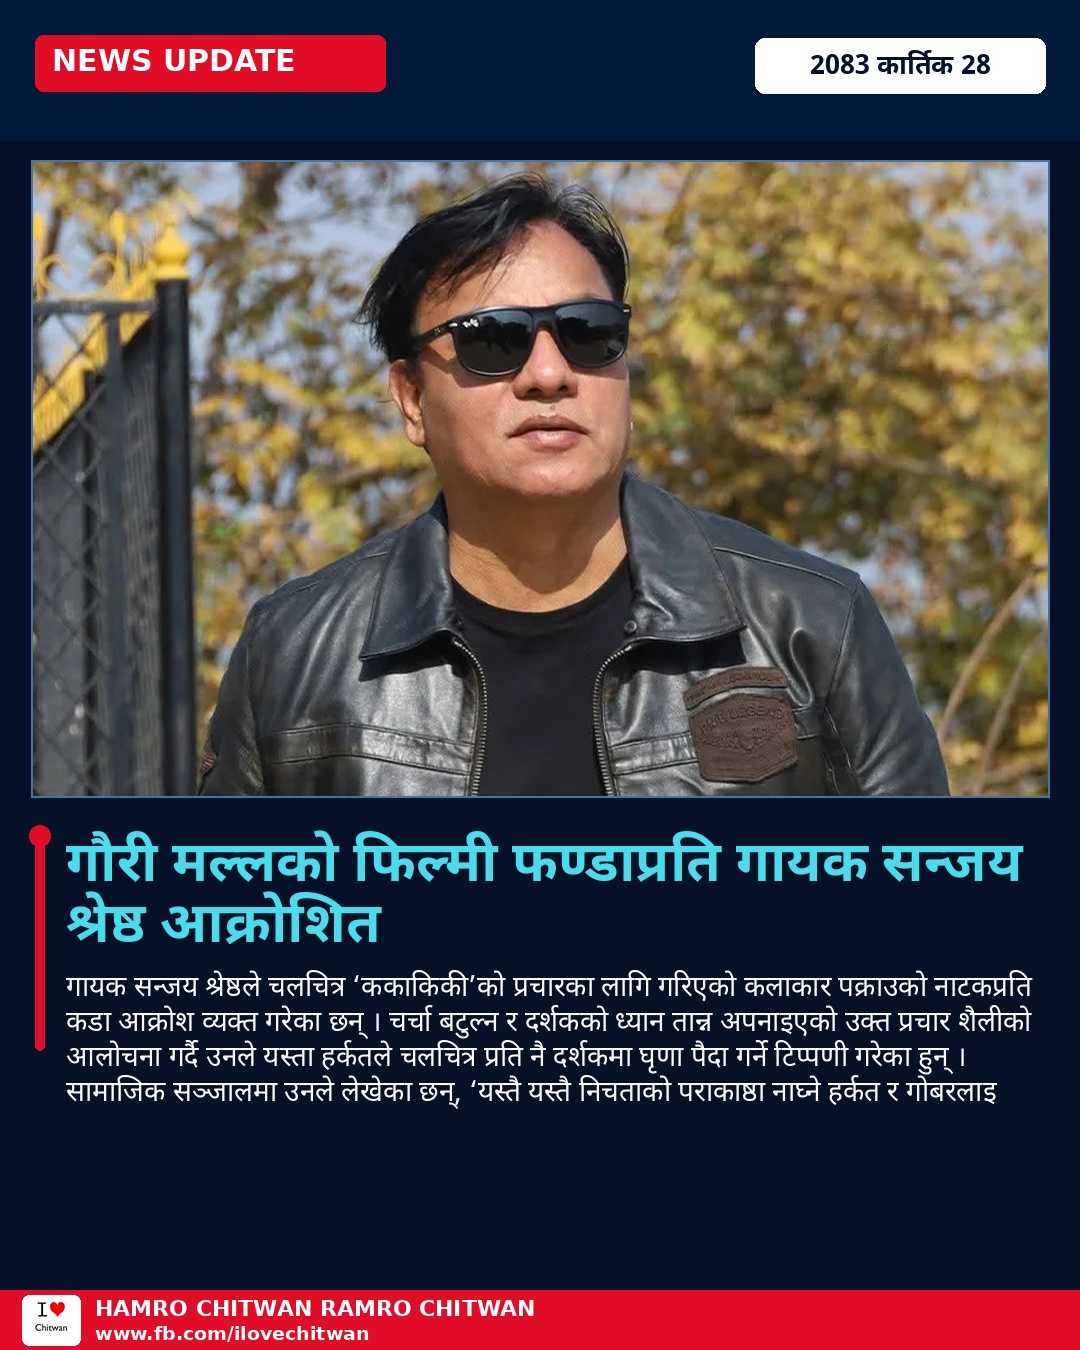 NEWS UPDATE
2083 कार्तिक 28
गौरी मल्लको फिल्मी फण्डाप्रति गायक सन्जय
श्रेष्ठ आक्रोशित
गायक सन्जय श्रेष्ठले चलचित्र ‘ककाकिकी’को प्रचारका लागि गरिएको कलाकार पक्राउको नाटकप्रति
कडा आक्रोश व्यक्त गरेका छन् । चर्चा बटुल्न र दर्शकको ध्यान तान्न अपनाइएको उक्त प्रचार शैलीको
आलोचना गर्दै उनले यस्ता हर्कतले चलचित्र प्रति नै दर्शकमा घृणा पैदा गर्ने टिप्पणी गरेका हुन् ।
सामाजिक सञ्जालमा उनले लेखेका छन्, ‘यस्तै यस्तै निचताको पराकाष्ठा नाघ्ने हर्कत र गोबरलाइ
I ♥
Chitwan
HAMRO CHITWAN RAMRO CHITWAN
www.fb.com/ilovechitwan